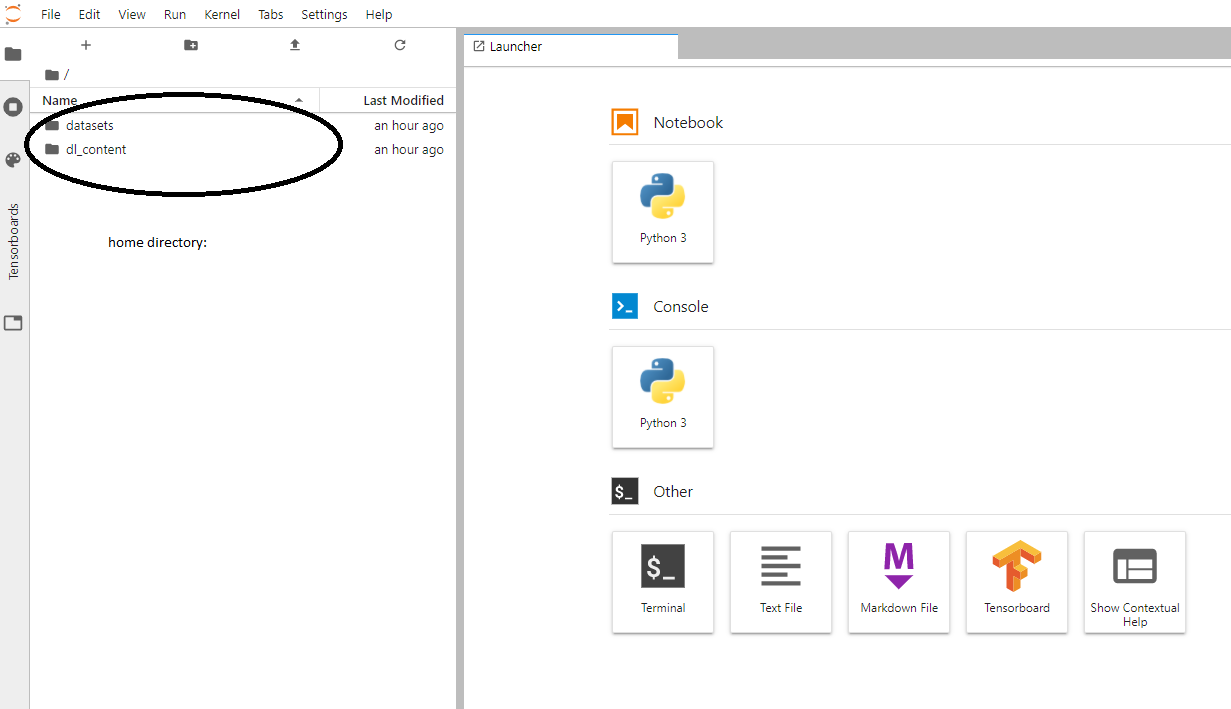 File Edit View Run Kernel Tabs Settings Help
Launcher
/
Name Last Modified
datasets an hour ago
dl_content an hour ago
home directory:
Tensorboards
Notebook
Python 3
Console
Python 3
$_ Other
$_
M
Terminal Text File Markdown File Tensorboard Show Contextual
Help